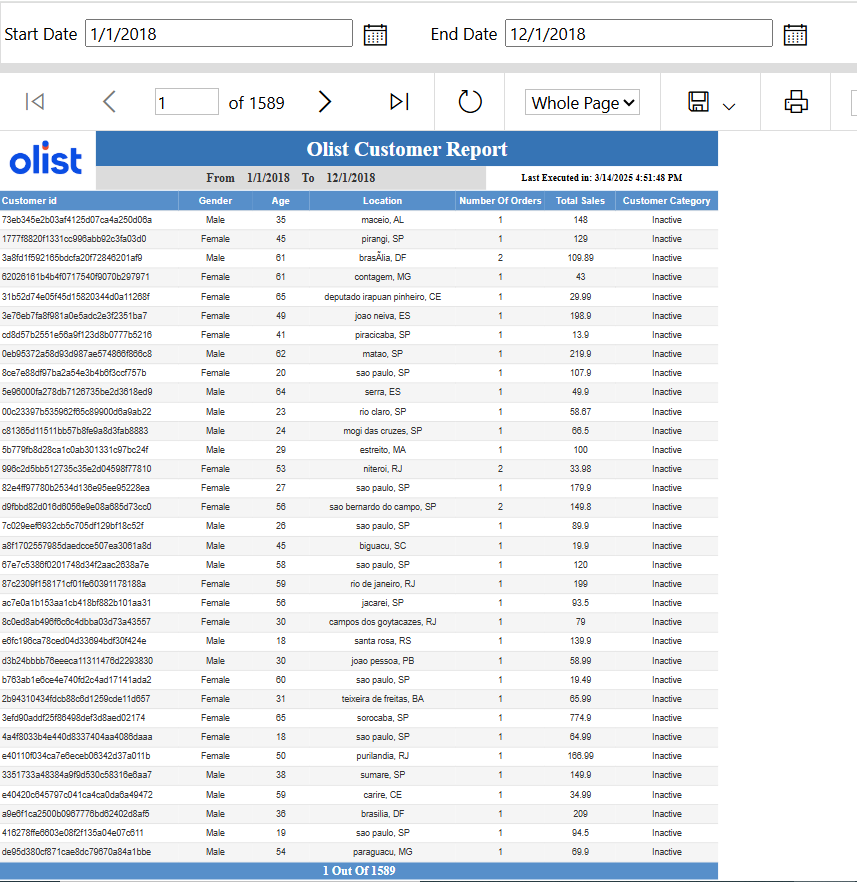 Start Date 1/1/2018 End Date 12/1/2018
1 of 1589 Whole Page
olist Olist Customer Report
From 1/1/2018 To 12/1/2018 Last Executed in: 3/14/2025 4:51:48 PM
Customer id Gender Age Location Number Of Orders Total Sales Customer Category
73eb345e2b03af4125d07ca4a250d06a Male 35 maceio, AL 1 148 Inactive
1777f8820f1331cc996abb92c3fa03d0 Female 45 pirangi, SP 1 129 Inactive
3a8fd1f592165bdcfa20f72846201af9 Male 61 brasÃlia, DF 2 109.89 Inactive
62026161b4b4f0717540f9070b297971 Female 61 contagem, MG 1 43 Inactive
31b52d74e05f45d15820344d0a11268f Female 65 deputado irapuan pinheiro, CE 1 29.99 Inactive
3e76eb7fa8f981a0e5adc2e3f2351ba7 Female 49 joao neiva, ES 1 198.9 Inactive
cd8d57b2551e56a9f123d8b0777b5216 Female 41 piracicaba, SP 1 13.9 Inactive
0eb95372a58d93d987ae574866f866c8 Male 62 matao, SP 1 219.9 Inactive
8ce7e88df97ba2a54e3b4b6f3ccf757b Female 20 sao paulo, SP 1 107.9 Inactive
5e96000fa278db7126735be2d3618ed9 Male 64 serra, ES 1 49.9 Inactive
00c23397b535962f65c89900d6a9ab22 Male 23 rio claro, SP 1 58.67 Inactive
c81365d11511bb57b8fe9a8d3fab8883 Male 24 mogi das cruzes, SP 1 66.5 Inactive
5b779fb8d28ca1c0ab301331c97bc24f Male 29 estreito, MA 1 100 Inactive
996c2d5bb512735c35e2d04598f77810 Female 53 niteroi, RJ 2 33.98 Inactive
82e4ff97780b2534d136e95ee95228ea Female 27 sao paulo, SP 1 179.9 Inactive
d9fbbd82d016d6056e9e08a685d73cc0 Female 56 sao bernardo do campo, SP 2 149.8 Inactive
7c029eef6932cb5c705df129bf18c52f Male 26 sao paulo, SP 1 89.9 Inactive
a8f1702557985daedcce507ea3061a8d Male 45 biguacu, SC 1 19.9 Inactive
67e7c5386f0201748d34f2aac2638a7e Male 58 sao paulo, SP 1 120 Inactive
87c2309f158171cf01fe60391178188a Female 59 rio de janeiro, RJ 1 199 Inactive
ac7e0a1b153aa1cb418bf882b101aa31 Female 56 jacarei, SP 1 93.5 Inactive
8c0ed8ab496f6c6c4dbba03d73a43557 Female 30 campos dos goytacazes, RJ 1 79 Inactive
e6fc196ca78ced04d33694bdf30f424e Male 18 santa rosa, RS 1 139.9 Inactive
d3b24bbbb76eeeca11311476d2293830 Male 30 joao pessoa, PB 1 58.99 Inactive
b763ab1e6ce4e740fd2c4ad17141ada2 Female 60 sao paulo, SP 1 19.49 Inactive
2b94310434fdcb88c6d1259cde11d657 Female 31 teixeira de freitas, BA 1 65.99 Inactive
3efd90addf25f86498def3d8aed02174 Female 65 sorocaba, SP 1 774.9 Inactive
4a4f8033b4e440d8337404aa4086daaa Female 18 sao paulo, SP 1 64.99 Inactive
e40110f034ca7e6eceb06342d37a011b Female 50 purilandia, RJ 1 166.99 Inactive
3351733a48384a9f9d530c58316e6aa7 Male 38 sumare, SP 1 149.9 Inactive
e40420c645797c041ca4ca0da6a49472 Male 59 carire, CE 1 34.99 Inactive
a9e6f1ca2500b0967776bd62402d8af5 Male 36 brasilia, DF 1 209 Inactive
416278ffe6603e08f2f135a04e07c611 Male 19 sao paulo, SP 1 94.5 Inactive
de95d380cf871cae8dc79670a84a1bbe Male 54 paraguacu, MG 1 69.9 Inactive
1 Out Of 1589